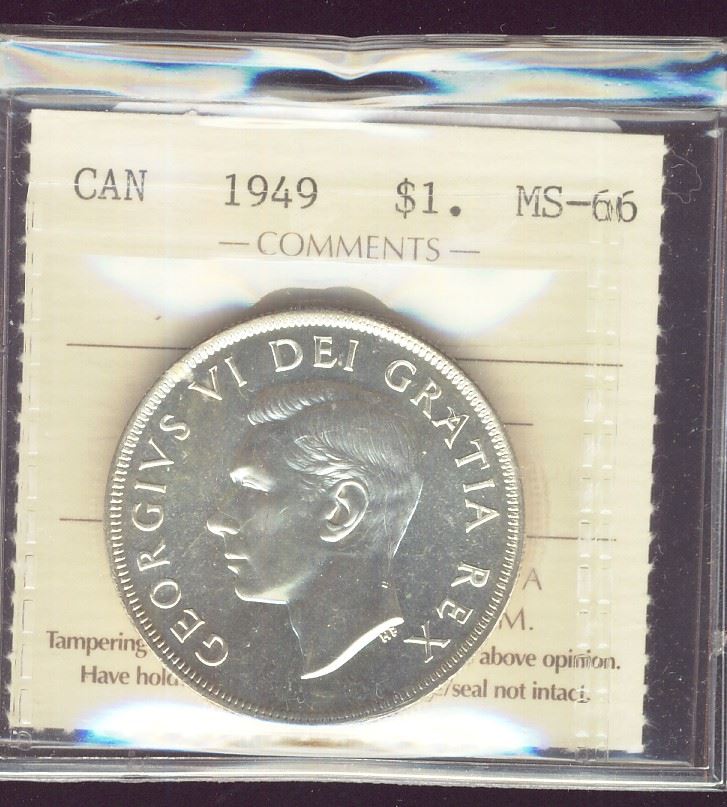 CAN 1949 $1. MS-66
— COMMENTS —
GEORGIVS VI DEI GRATIA REX
HP
A
M.
Tampering above opinion.
Have hold /seal not intact.